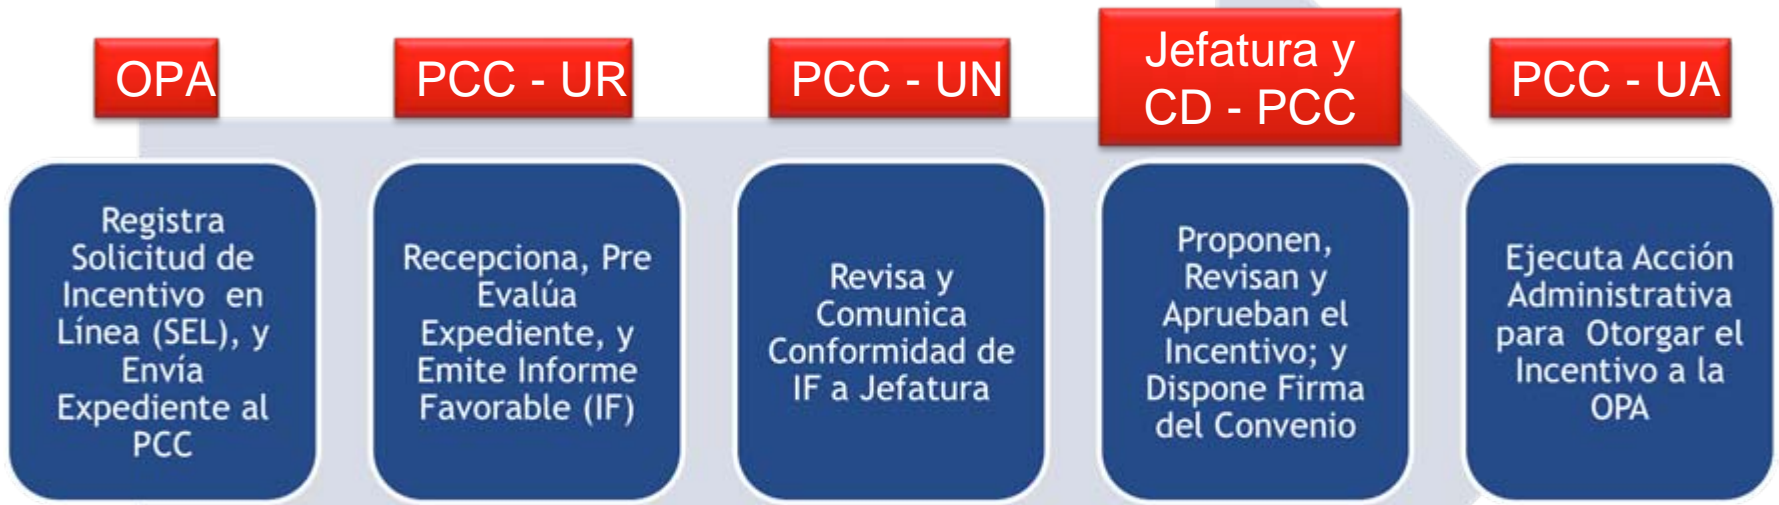 OPA
Registra
Solicitud de
Incentivo en
Línea (SEL), y
Envía
Expediente al
PCC
PCC - UR
Recepciona, Pre
Evalúa
Expediente, y
Emite Informe
Favorable (IF)
PCC - UN
Revisa y
Comunica
Conformidad de
IF a Jefatura
Jefatura y
CD - PCC
Proponen,
Revisan y
Aprueban el
Incentivo; y
Dispone Firma
del Convenio
PCC - UA
Ejecuta Acción
Administrativa
para Otorgar el
Incentivo a la
OPA